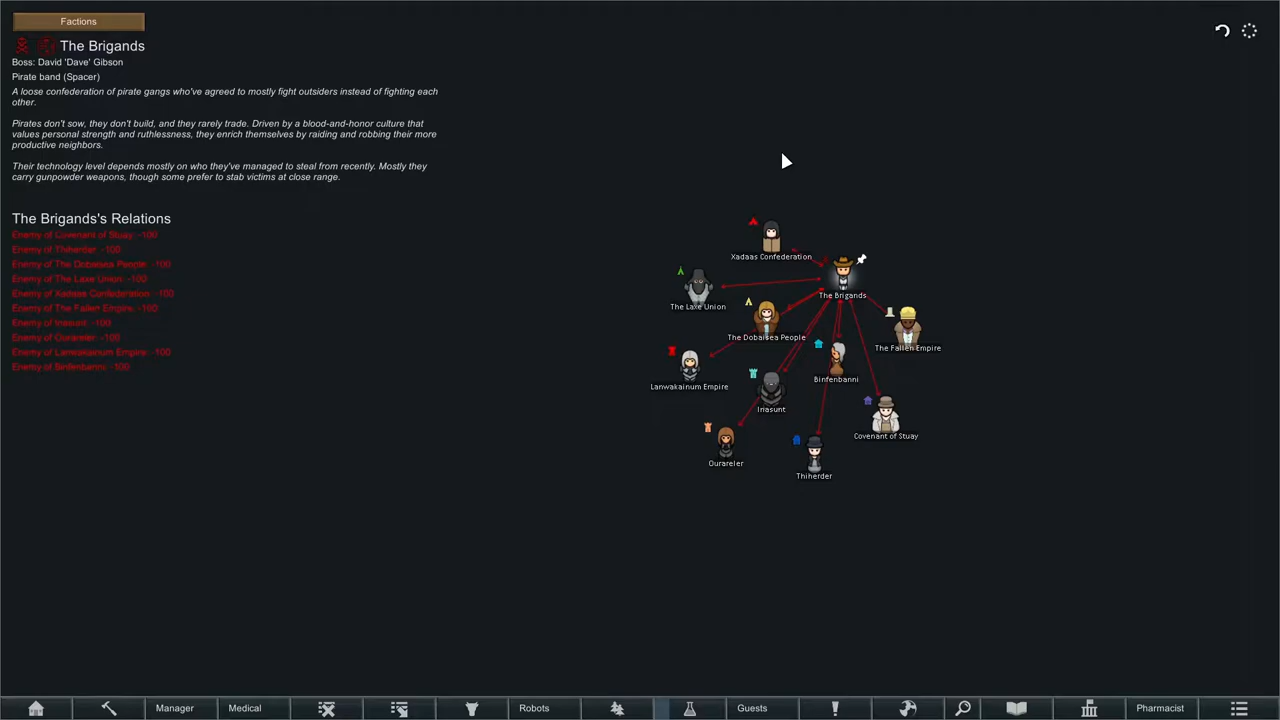 Factions
The Brigands
Boss: David 'Dave' Gibson
Pirate band (Spacer)
A loose confederation of pirate gangs who've agreed to mostly fight outsiders instead of fighting each
other.
Pirates don't sow, they don't build, and they rarely trade. Driven by a blood-and-honor culture that
values personal strength and ruthlessness, they enrich themselves by raiding and robbing their more
productive neighbors.
Their technology level depends mostly on who they've managed to steal from recently. Mostly they
carry gunpowder weapons, though some prefer to stab victims at close range.
The Brigands's Relations
Enemy of Covenant of Stuay: -100
Enemy of Thiherder: -100
Enemy of The Dobaisea People: -100
Enemy of The Laxe Union: -100
Enemy of Xadaas Confederation: -100
Enemy of The Fallen Empire: -100
Enemy of Iriasunt: -100
Enemy of Ourareler: -100
Enemy of Lanwakainum Empire: -100
Enemy of Binfenbanni: -100
Xadaas Confederation
The Brigands
The Laxe Union
The Dobaisea People
The Fallen Empire
Binfenbanni
Lanwakainum Empire
Iriasunt
Covenant of Stuay
Ourareler
Thiherder
Manager
Medical
Robots
Guests
Pharmacist